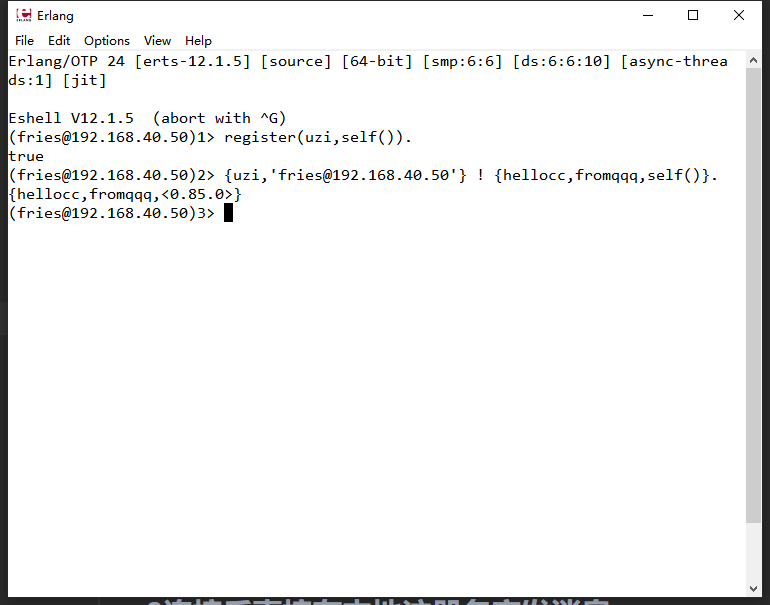 Erlang
File Edit Options View Help
Erlang/OTP 24 [erts-12.1.5] [source] [64-bit] [smp:6:6] [ds:6:6:10] [async-threa
ds:1] [jit]
Eshell V12.1.5  (abort with ^G)
(fries@192.168.40.50)1> register(uzi,self()).
true
(fries@192.168.40.50)2> {uzi,'fries@192.168.40.50'} ! {hellocc,fromqqq,self()}.
{hellocc,fromqqq,<0.85.0>}
(fries@192.168.40.50)3>